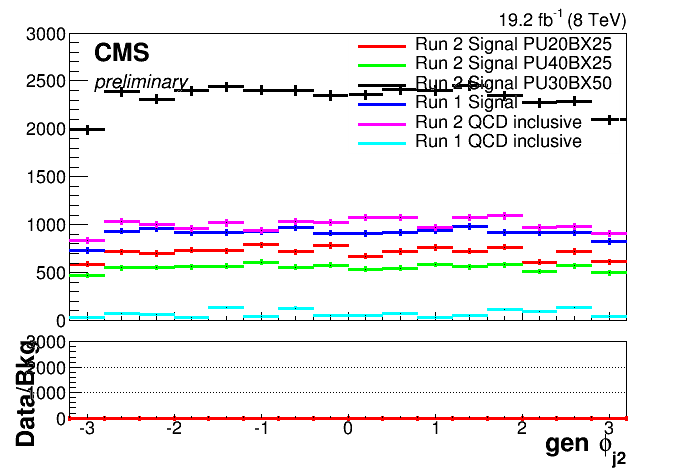 19.2 fb⁻¹ (8 TeV)
3000
CMS
preliminary
Run 2 Signal PU20BX25
Run 2 Signal PU40BX25
Run 2 Signal PU30BX50
Run 1 Signal
Run 2 QCD inclusive
Run 1 QCD inclusive
2500
2000
1500
1000
500
0
Data/Bkg
3000
2000
1000
0
-3 -2 -1 0 1 2 3
gen ϕj2